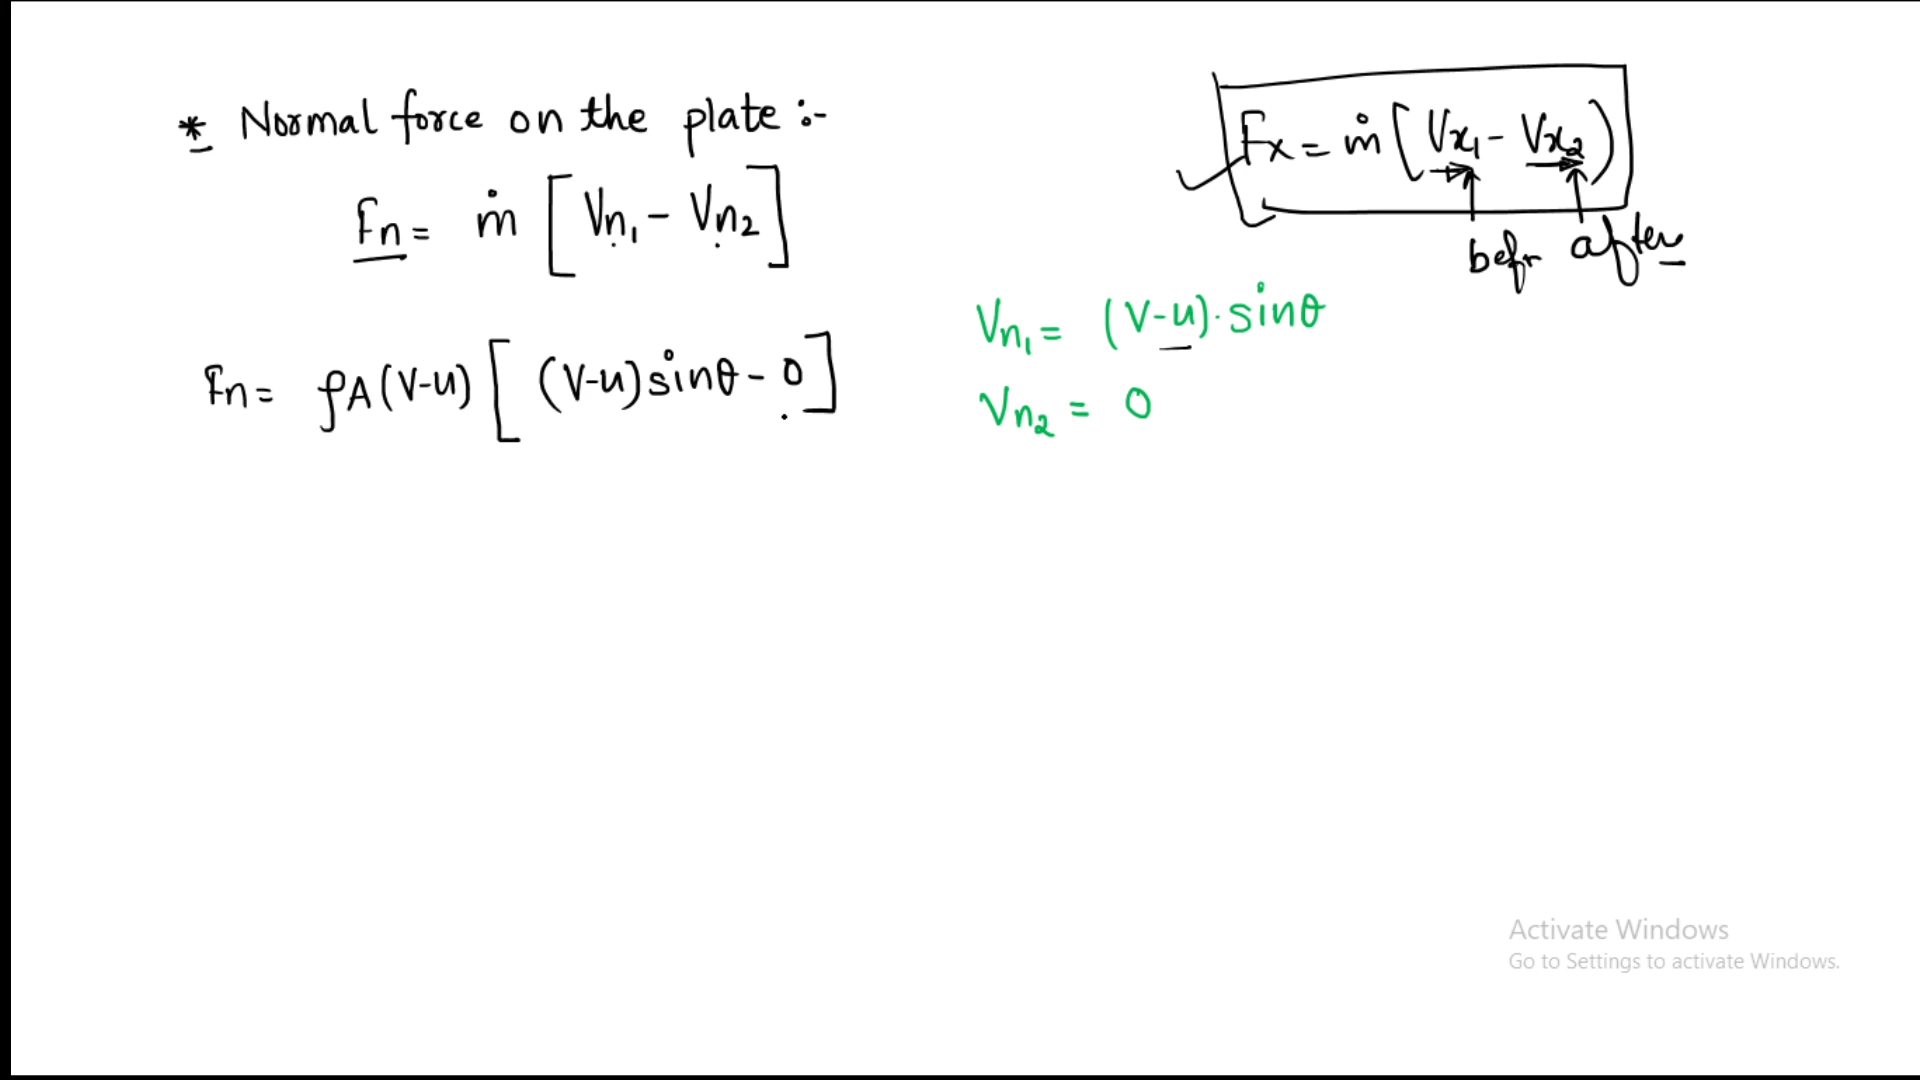 * Normal force on the plate :-
Fx = ṁ ( Vx₁ - Vx₂ )
Fn = ṁ [ Vn₁ - Vn₂ ]
befr after
Vn₁ = (V-u)·sinθ
Fn = ρA(V-u) [ (V-u)sinθ - 0 ]
Vn₂ = 0
Activate Windows
Go to Settings to activate Windows.